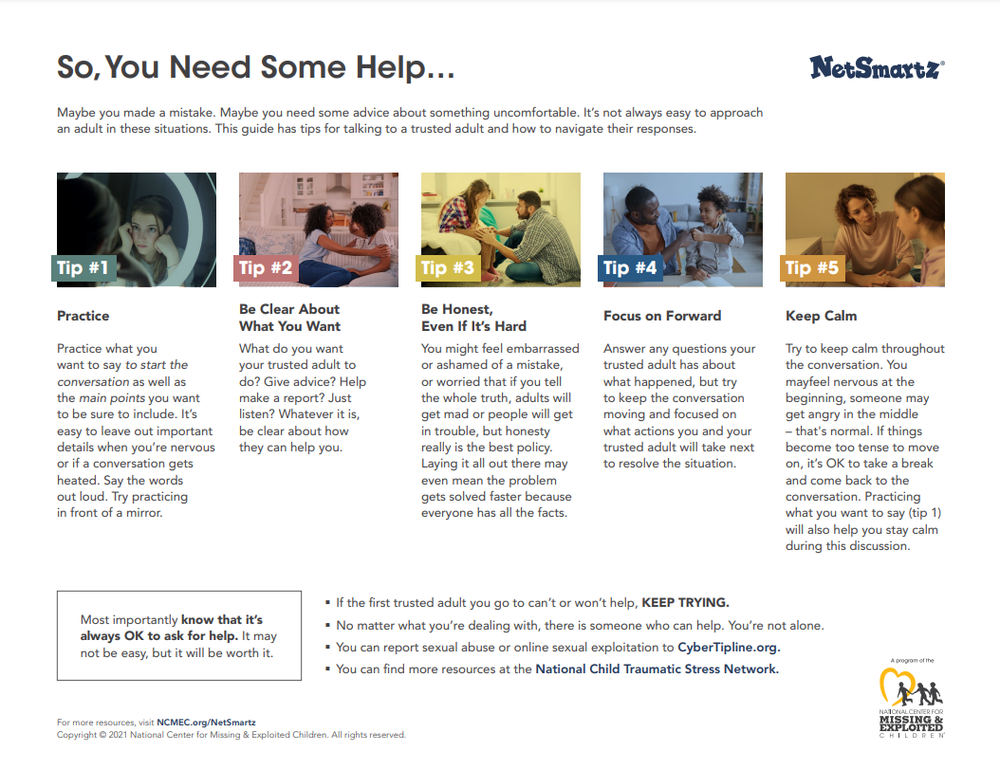 So, You Need Some Help...
NetSmartz®
Maybe you made a mistake. Maybe you need some advice about something uncomfortable. It's not always easy to approach
an adult in these situations. This guide has tips for talking to a trusted adult and how to navigate their responses.
Tip #1
Practice
Practice what you
want to say to start the
conversation as well as
the main points you want
to be sure to include. It's
easy to leave out important
details when you're nervous
or if a conversation gets
heated. Say the words
out loud. Try practicing
in front of a mirror.
Tip #2
Be Clear About
What You Want
What do you want
your trusted adult to
do? Give advice? Help
make a report? Just
listen? Whatever it is,
be clear about how
they can help you.
Tip #3
Be Honest,
Even If It's Hard
You might feel embarrassed
or ashamed of a mistake,
or worried that if you tell
the whole truth, adults will
get mad or people will get
in trouble, but honesty
really is the best policy.
Laying it all out there may
even mean the problem
gets solved faster because
everyone has all the facts.
Tip #4
Focus on Forward
Answer any questions your
trusted adult has about
what happened, but try
to keep the conversation
moving and focused on
what actions you and your
trusted adult will take next
to resolve the situation.
Tip #5
Keep Calm
Try to keep calm throughout
the conversation. You
mayfeel nervous at the
beginning, someone may
get angry in the middle
– that's normal. If things
become too tense to move
on, it's OK to take a break
and come back to the
conversation. Practicing
what you want to say (tip 1)
will also help you stay calm
during this discussion.
Most importantly know that it's
always OK to ask for help. It may
not be easy, but it will be worth it.
▪ If the first trusted adult you go to can't or won't help, KEEP TRYING.
▪ No matter what you're dealing with, there is someone who can help. You're not alone.
▪ You can report sexual abuse or online sexual exploitation to CyberTipline.org.
▪ You can find more resources at the National Child Traumatic Stress Network.
A program of the
NATIONAL CENTER FOR
MISSING &
EXPLOITED
CHILDREN
For more resources, visit NCMEC.org/NetSmartz
Copyright © 2021 National Center for Missing & Exploited Children. All rights reserved.